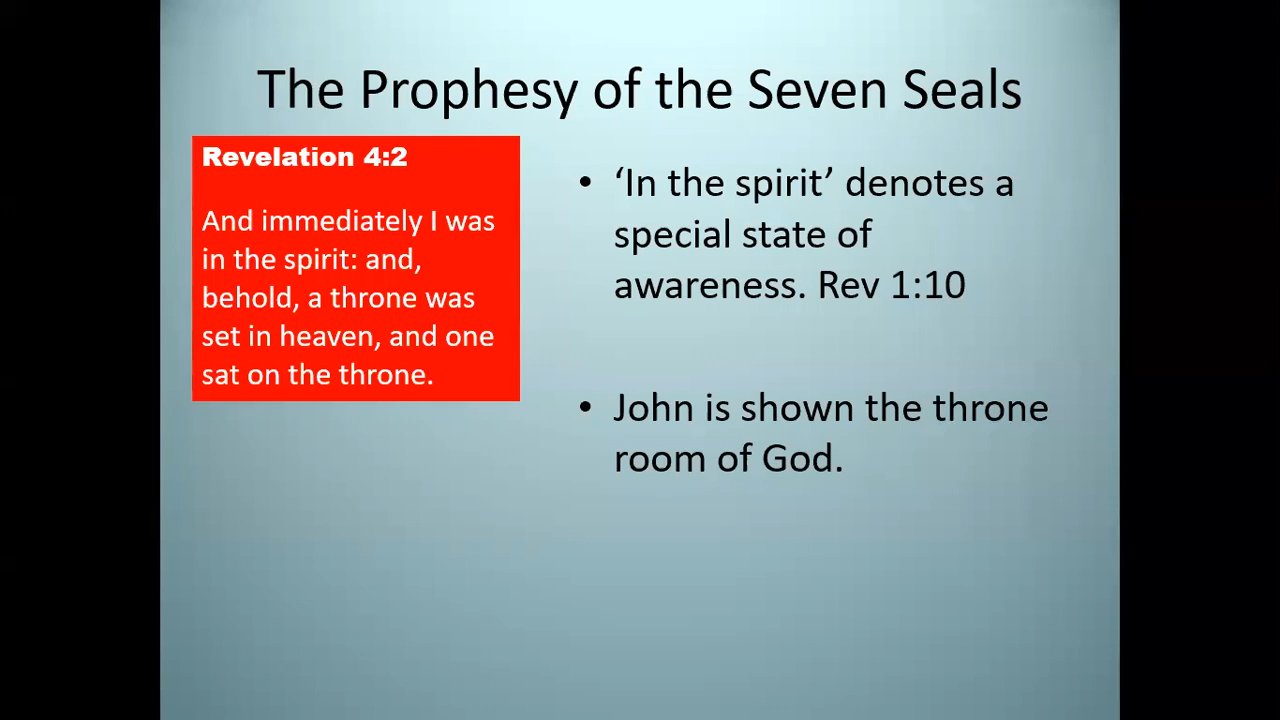 The Prophesy of the Seven Seals
Revelation 4:2
And immediately I was
in the spirit: and,
behold, a throne was
set in heaven, and one
sat on the throne.
• ‘In the spirit’ denotes a
special state of
awareness. Rev 1:10
• John is shown the throne
room of God.